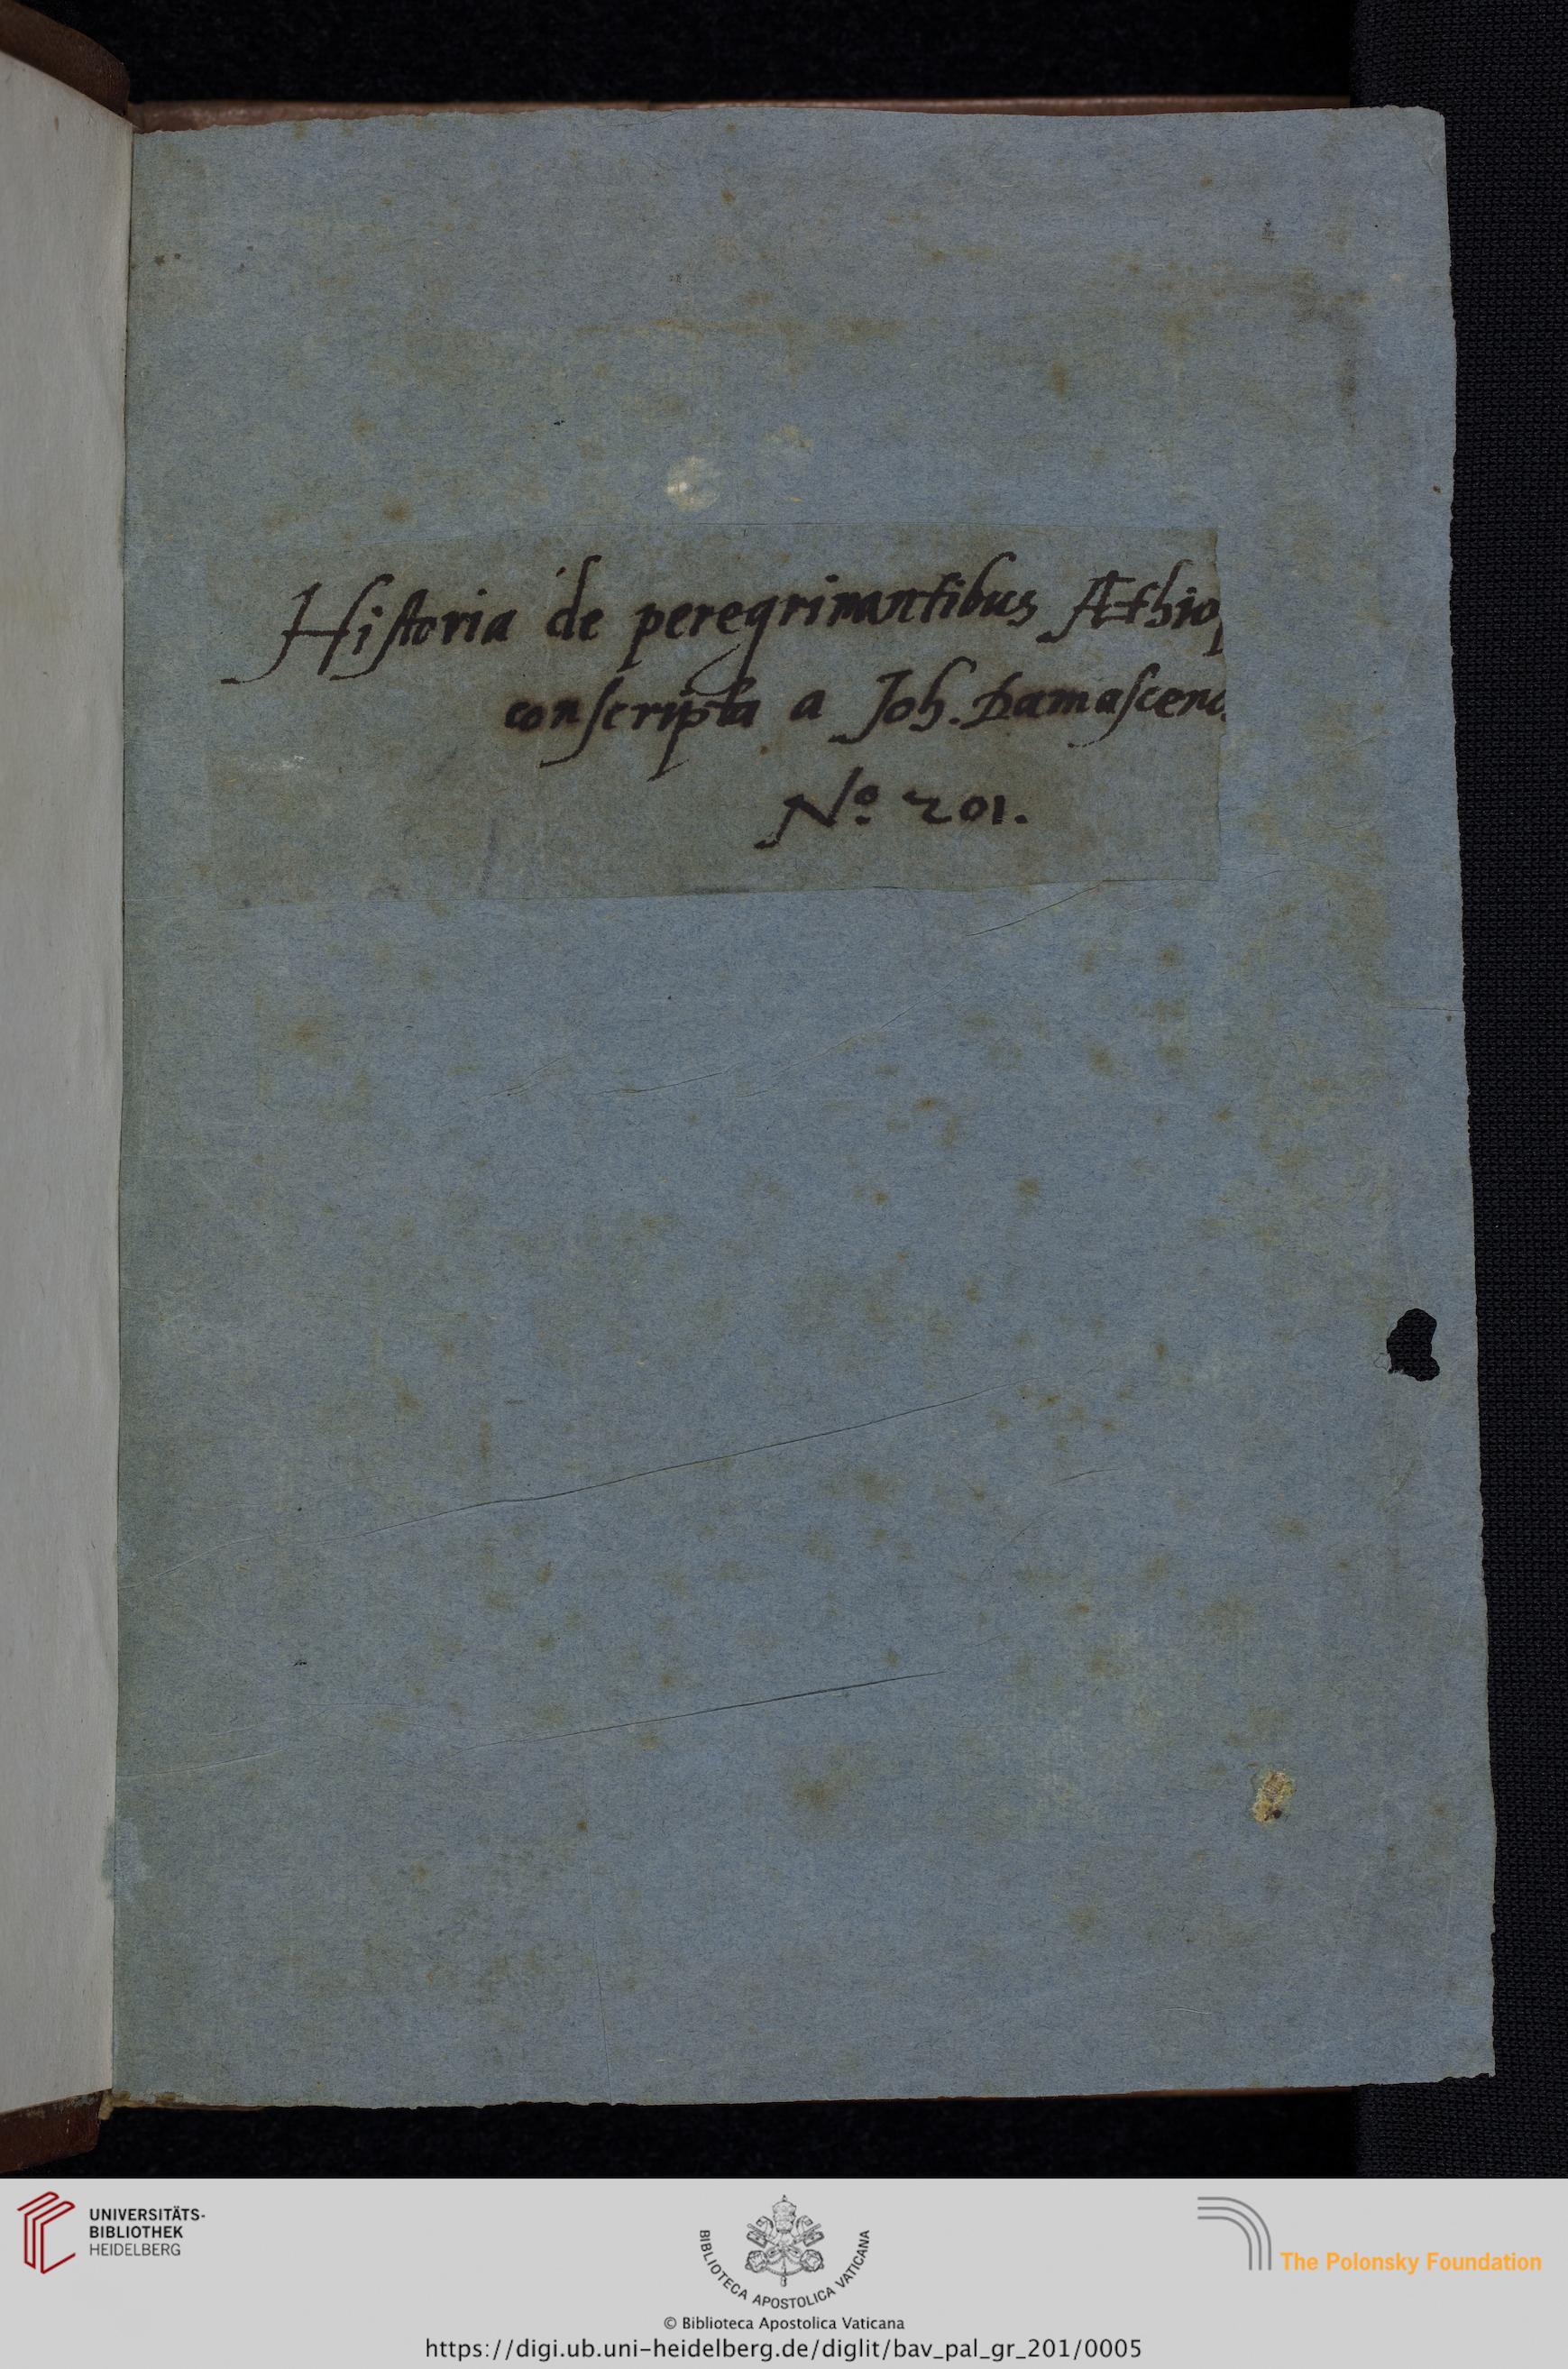 Hiſtoria de peregrinantibus Æthiop
conſcripta a Joh. Damaſceno
Nº 201.
UNIVERSITÄTS-
BIBLIOTHEK
HEIDELBERG
BIBLIOTECA APOSTOLICA VATICANA
The Polonsky Foundation
© Biblioteca Apostolica Vaticana
https://digi.ub.uni-heidelberg.de/diglit/bav_pal_gr_201/0005